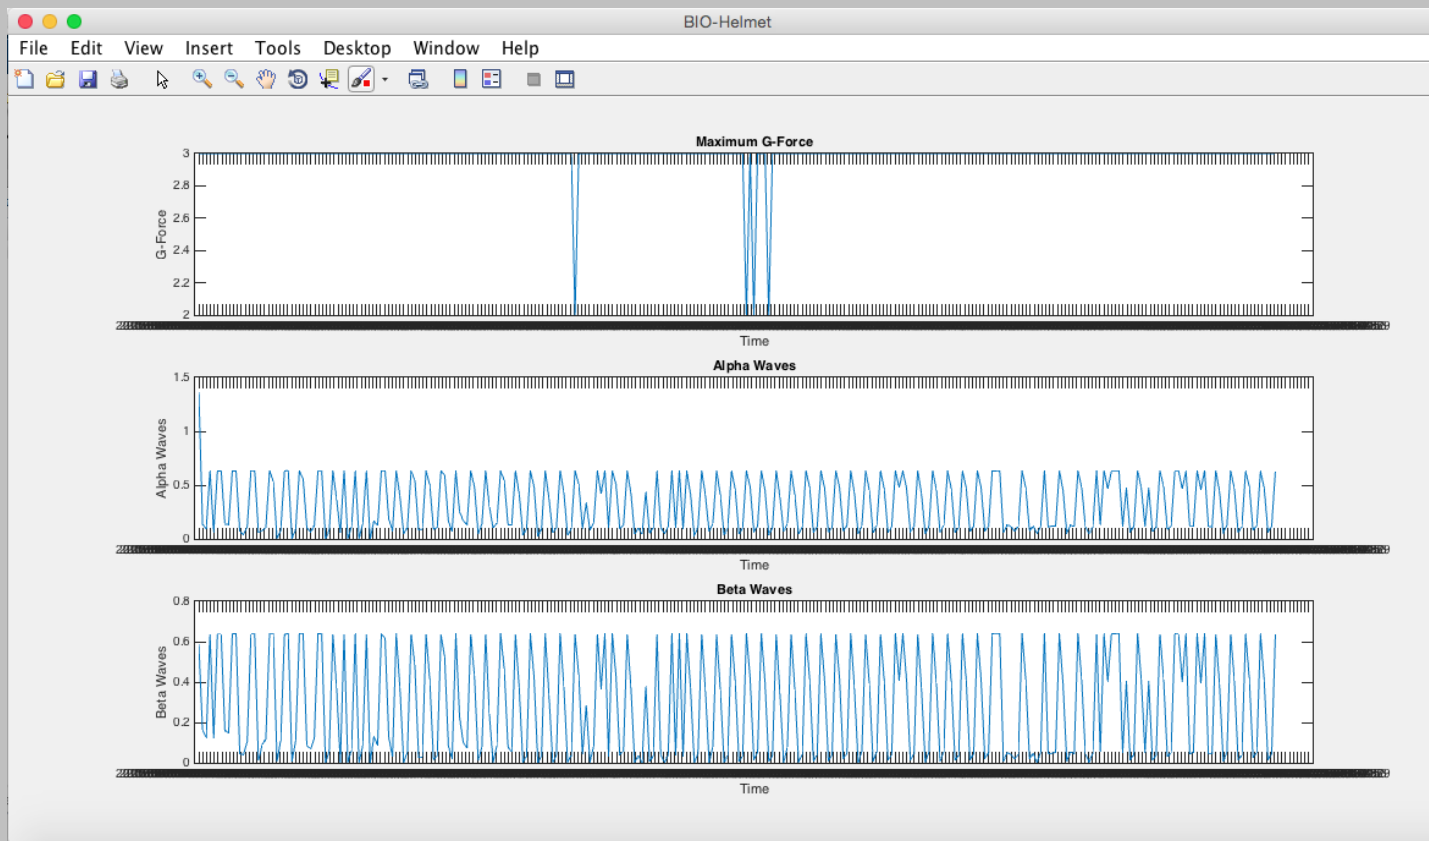 BIO-Helmet
File Edit View Insert Tools Desktop Window Help
Maximum G-Force
3
2.8
2.6
2.4
2.2
2
G-Force
Time
Alpha Waves
1.5
1
0.5
0
Alpha Waves
Time
Beta Waves
0.8
0.6
0.4
0.2
0
Beta Waves
Time